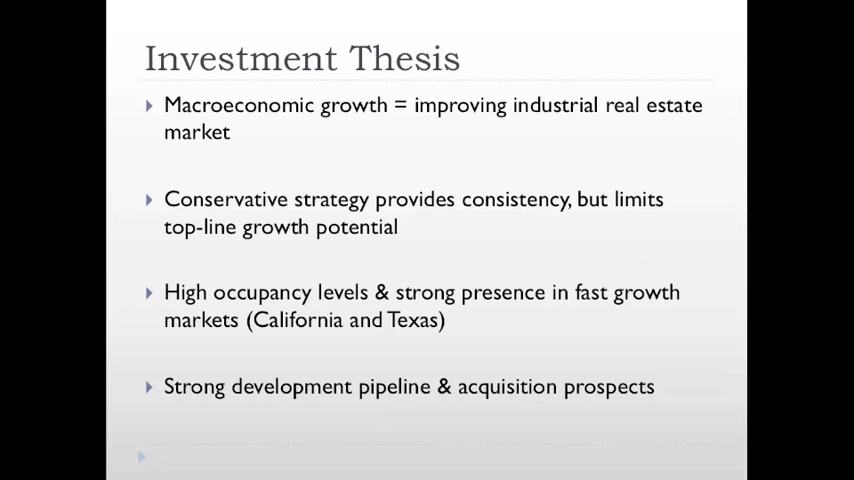 Investment Thesis
Macroeconomic growth = improving industrial real estate
market
Conservative strategy provides consistency, but limits
top-line growth potential
High occupancy levels & strong presence in fast growth
markets (California and Texas)
Strong development pipeline & acquisition prospects